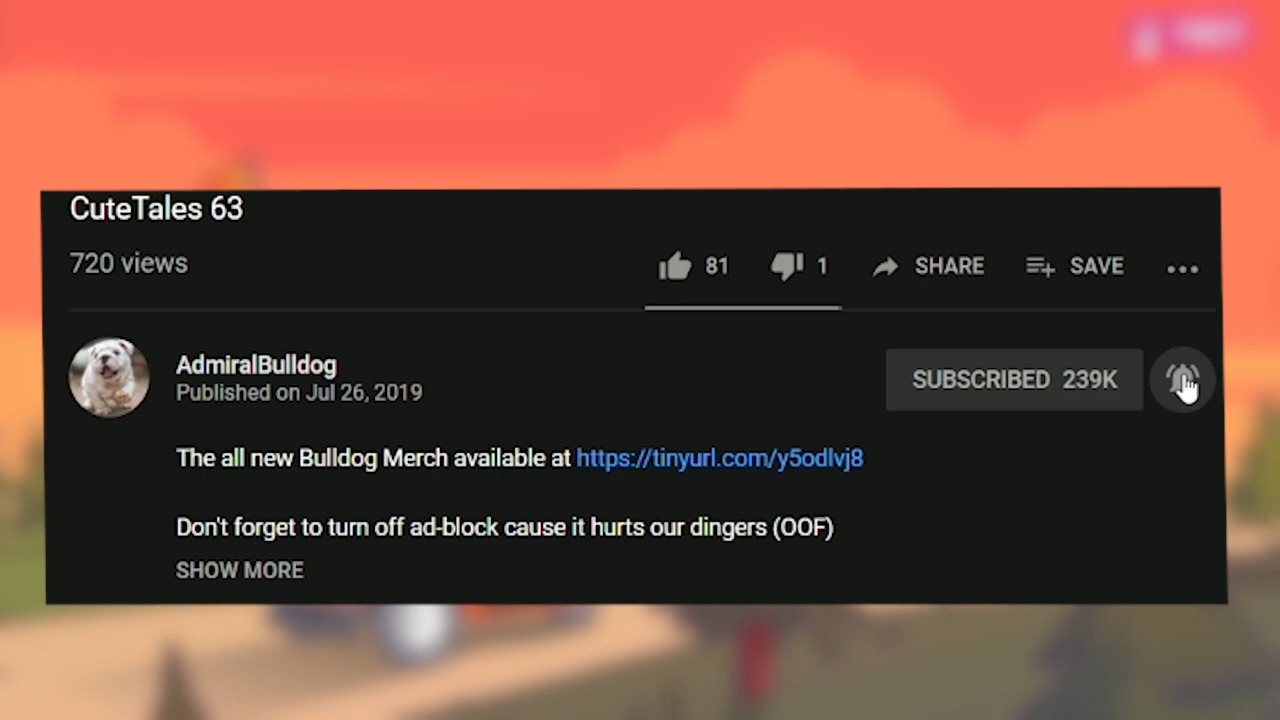 CuteTales 63
720 views
81 1 SHARE SAVE
AdmiralBulldog
Published on Jul 26, 2019
SUBSCRIBED 239K
The all new Bulldog Merch available at https://tinyurl.com/y5odlvj8
Don't forget to turn off ad-block cause it hurts our dingers (OOF)
SHOW MORE